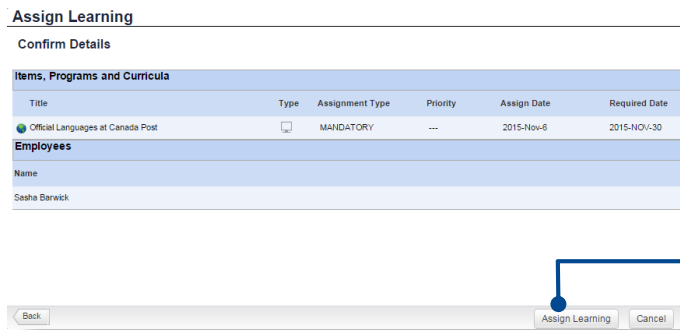 Assign Learning
Confirm Details
Items, Programs and Curricula
Title Type Assignment Type Priority Assign Date Required Date
Official Languages at Canada Post MANDATORY --- 2015-Nov-6 2015-NOV-30
Employees
Name
Sasha Barwick
Back Assign Learning Cancel